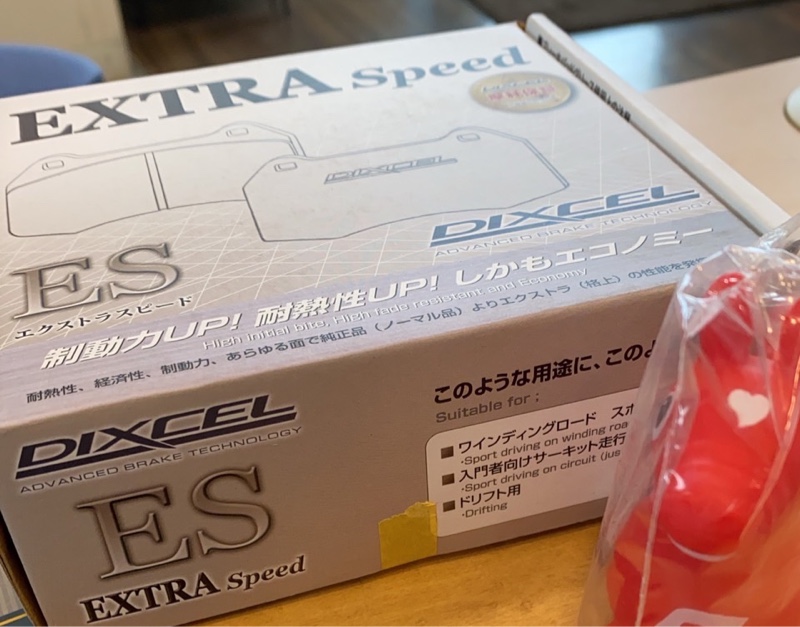 EXTRA Speed
DIXCEL
DIXCEL
ADVANCED BRAKE TECHNOLOGY
ES
エクストラスピード
制動力UP! 耐熱性UP! しかもエコノミー
High initial bite, High fade resistant and Economy
耐熱性、経済性、制動力、あらゆる面で純正品（ノーマル品）よりエクストラ（格上）の性能を発
DIXCEL
ADVANCED BRAKE TECHNOLOGY
ES
EXTRA Speed
このような用途に、このよ
Suitable for ;
ワインディングロード スポ
・Sport driving on winding roa
入門者向けサーキット走行
・Sport driving on circuit (jus
ドリフト用
・Drifting